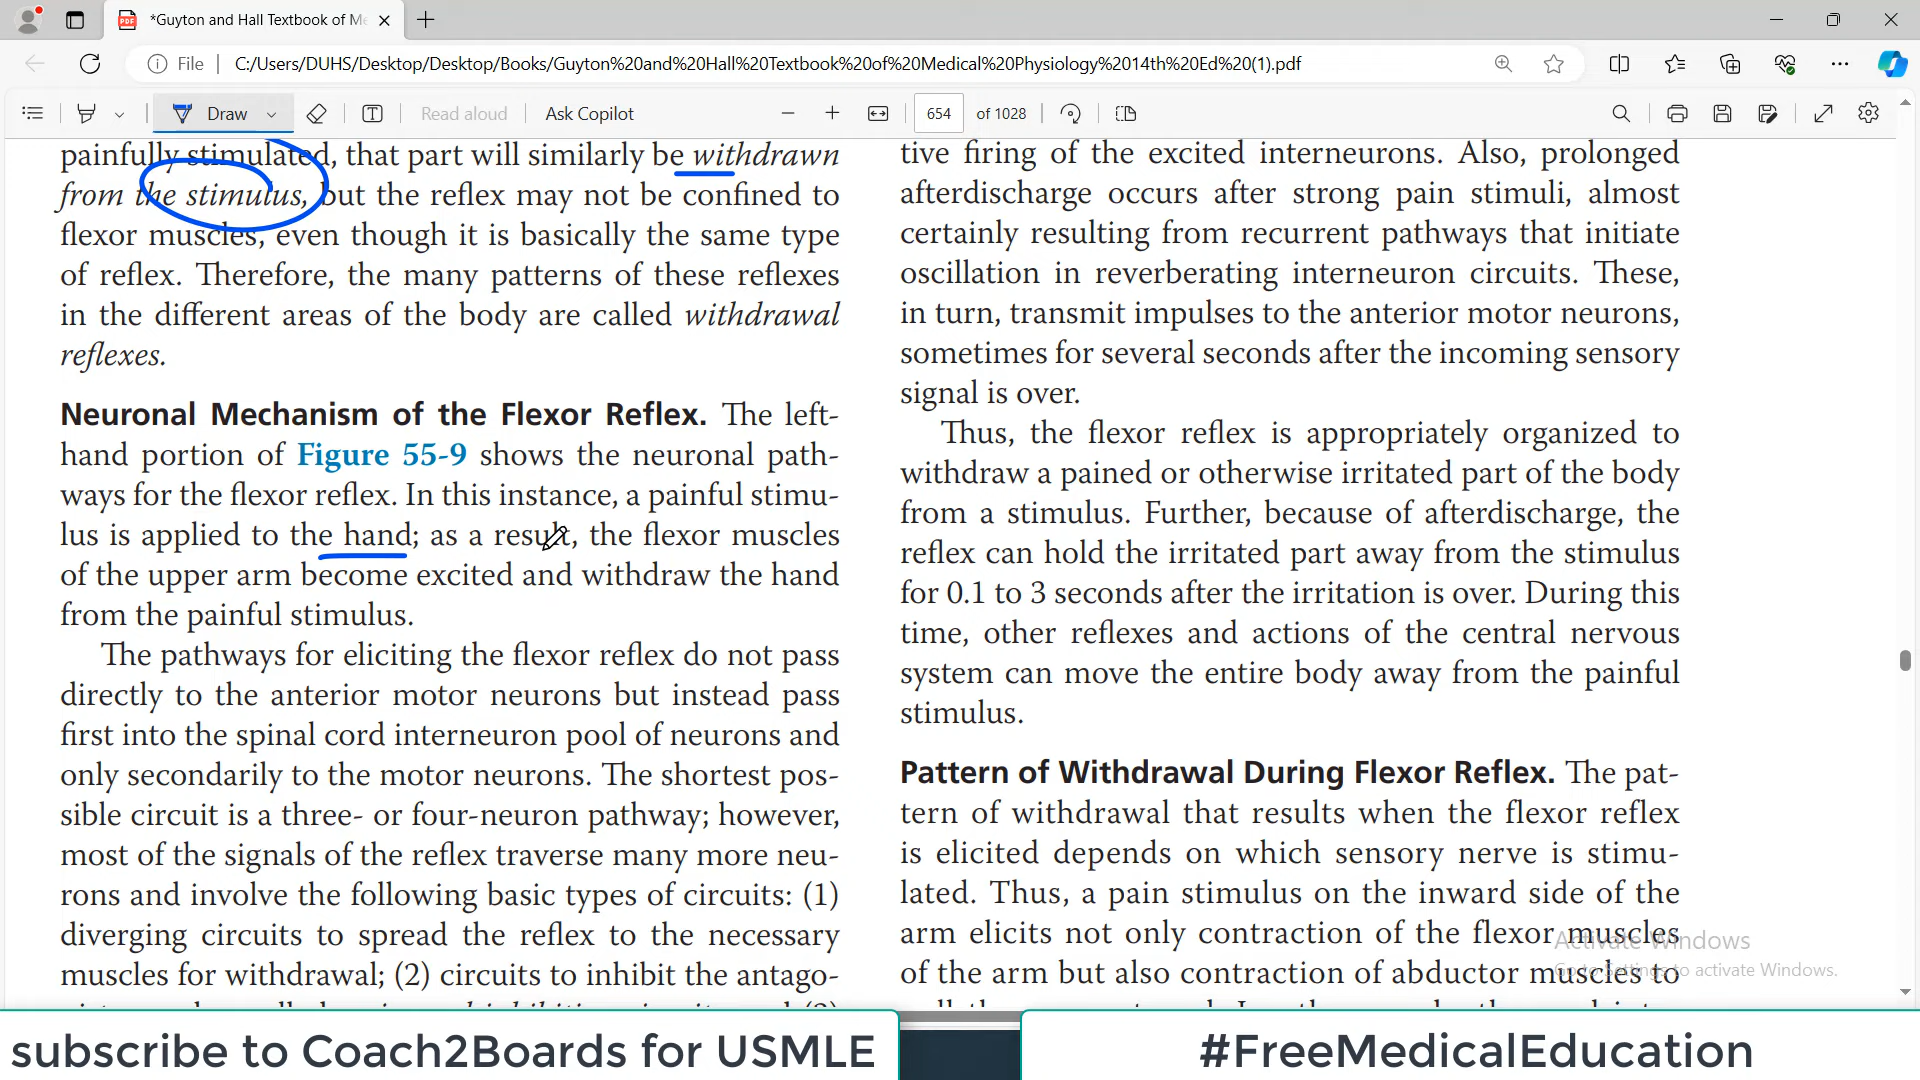 *Guyton and Hall Textbook of Me
File
C:/Users/DUHS/Desktop/Desktop/Books/Guyton%20and%20Hall%20Textbook%20of%20Medical%20Physiology%2014th%20Ed%20(1).pdf
Draw
Read aloud
Ask Copilot
654 of 1028
painfully stimulated, that part will similarly be withdrawn
from the stimulus, but the reflex may not be confined to
flexor muscles, even though it is basically the same type
of reflex. Therefore, the many patterns of these reflexes
in the different areas of the body are called withdrawal
reflexes.
Neuronal Mechanism of the Flexor Reflex. The left-
hand portion of Figure 55-9 shows the neuronal path-
ways for the flexor reflex. In this instance, a painful stimu-
lus is applied to the hand; as a result, the flexor muscles
of the upper arm become excited and withdraw the hand
from the painful stimulus.
The pathways for eliciting the flexor reflex do not pass
directly to the anterior motor neurons but instead pass
first into the spinal cord interneuron pool of neurons and
only secondarily to the motor neurons. The shortest pos-
sible circuit is a three- or four-neuron pathway; however,
most of the signals of the reflex traverse many more neu-
rons and involve the following basic types of circuits: (1)
diverging circuits to spread the reflex to the necessary
muscles for withdrawal; (2) circuits to inhibit the antago-
tive firing of the excited interneurons. Also, prolonged
afterdischarge occurs after strong pain stimuli, almost
certainly resulting from recurrent pathways that initiate
oscillation in reverberating interneuron circuits. These,
in turn, transmit impulses to the anterior motor neurons,
sometimes for several seconds after the incoming sensory
signal is over.
Thus, the flexor reflex is appropriately organized to
withdraw a pained or otherwise irritated part of the body
from a stimulus. Further, because of afterdischarge, the
reflex can hold the irritated part away from the stimulus
for 0.1 to 3 seconds after the irritation is over. During this
time, other reflexes and actions of the central nervous
system can move the entire body away from the painful
stimulus.
Pattern of Withdrawal During Flexor Reflex. The pat-
tern of withdrawal that results when the flexor reflex
is elicited depends on which sensory nerve is stimu-
lated. Thus, a pain stimulus on the inward side of the
arm elicits not only contraction of the flexor muscles
of the arm but also contraction of abductor muscles to
Activate Windows
Go to Settings to activate Windows.
subscribe to Coach2Boards for USMLE
#FreeMedicalEducation